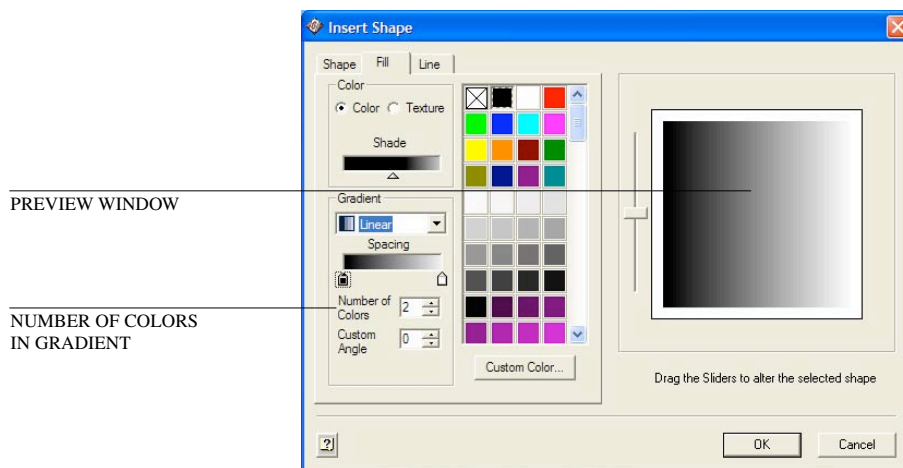 Insert Shape
Shape Fill Line
Color
Color Texture
Shade
PREVIEW WINDOW
Gradient
Linear
Spacing
Number of
Colors
2
NUMBER OF COLORS
IN GRADIENT
Custom
Angle
0
Custom Color...
Drag the Sliders to alter the selected shape
?
OK Cancel